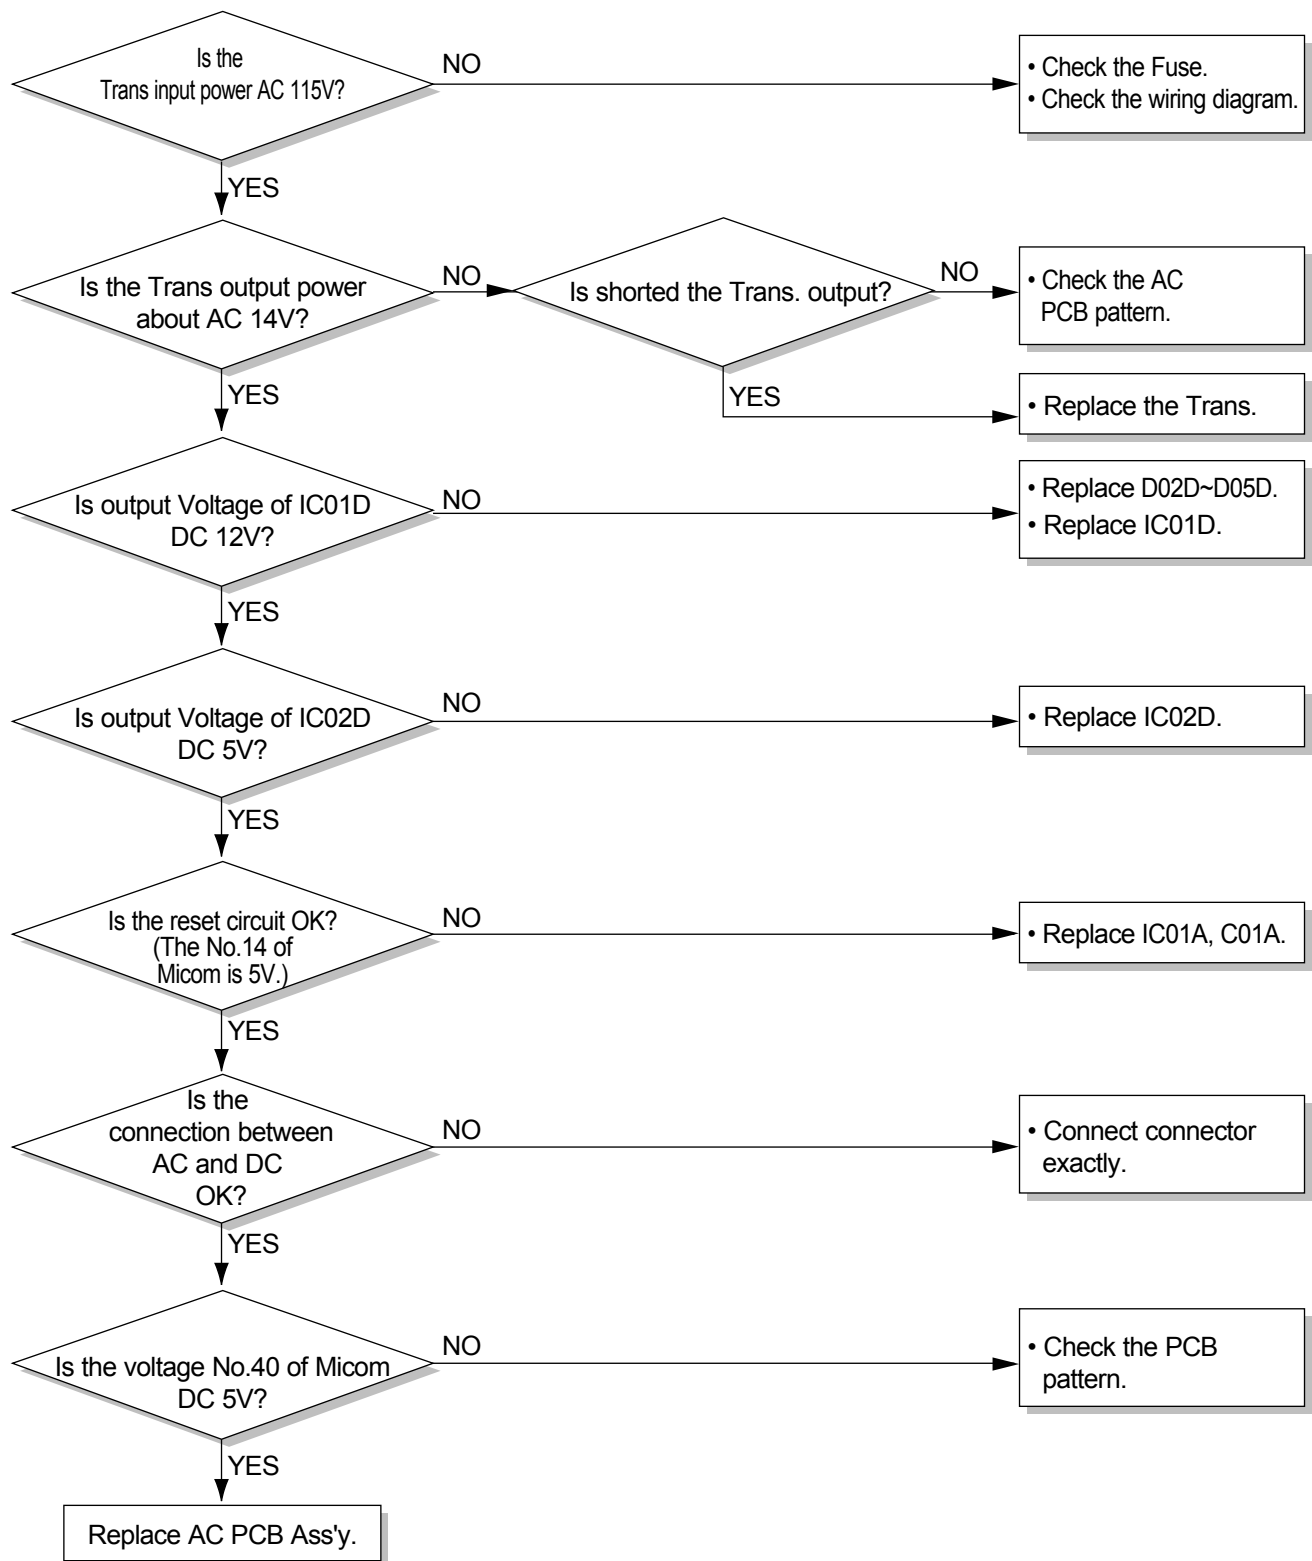 Is the
Trans input power AC 115V?
NO
• Check the Fuse.
• Check the wiring diagram.
YES
Is the Trans output power
about AC 14V?
NO
Is shorted the Trans. output?
NO
• Check the AC
PCB pattern.
YES
• Replace the Trans.
YES
Is output Voltage of IC01D
DC 12V?
NO
• Replace D02D~D05D.
• Replace IC01D.
YES
Is output Voltage of IC02D
DC 5V?
NO
• Replace IC02D.
YES
Is the reset circuit OK?
(The No.14 of
Micom is 5V.)
NO
• Replace IC01A, C01A.
YES
Is the
connection between
AC and DC
OK?
NO
• Connect connector
exactly.
YES
Is the voltage No.40 of Micom
DC 5V?
NO
• Check the PCB
pattern.
YES
Replace AC PCB Ass'y.